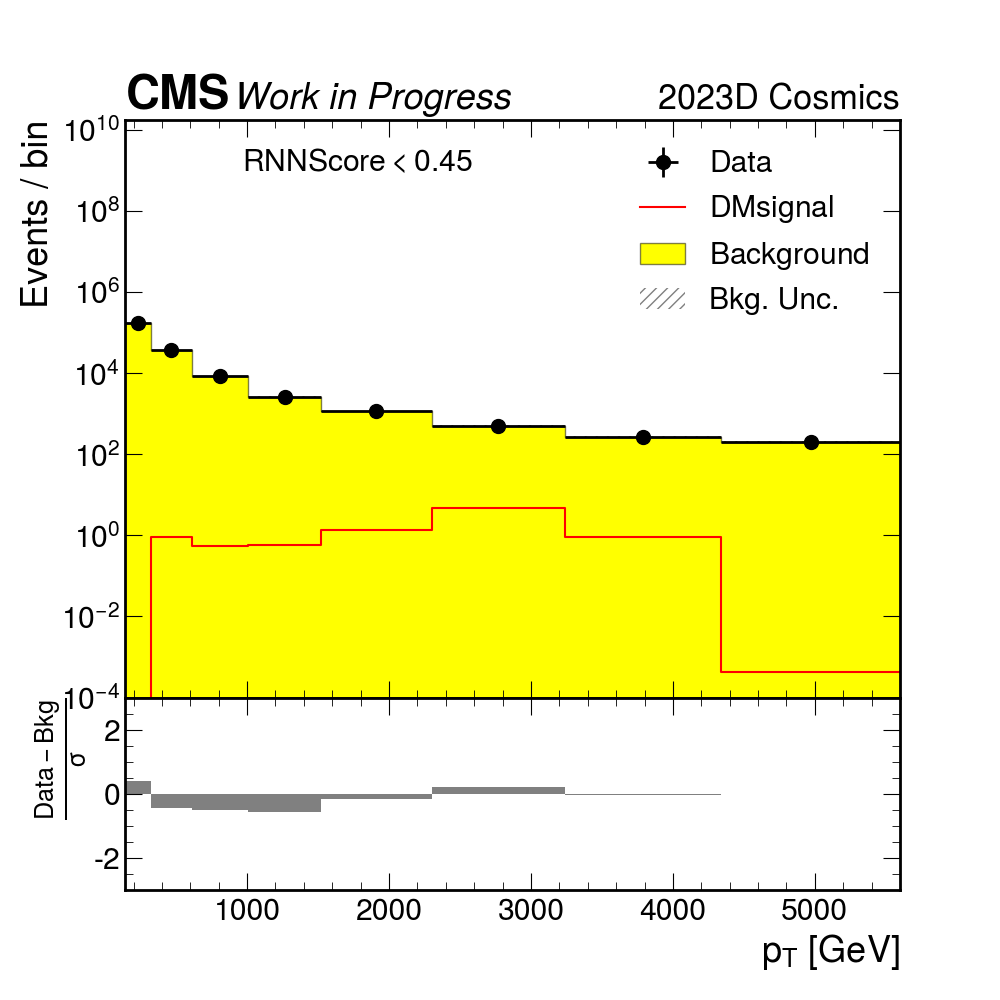 CMS Work in Progress 2023D Cosmics
Events / bin
RNNScore < 0.45
Data
DMsignal
Background
Bkg. Unc.
10^10
10^8
10^6
10^4
10^2
10^0
10^−2
10^−4
Data − Bkg
σ
2
0
-2
1000 2000 3000 4000 5000
p_T [GeV]